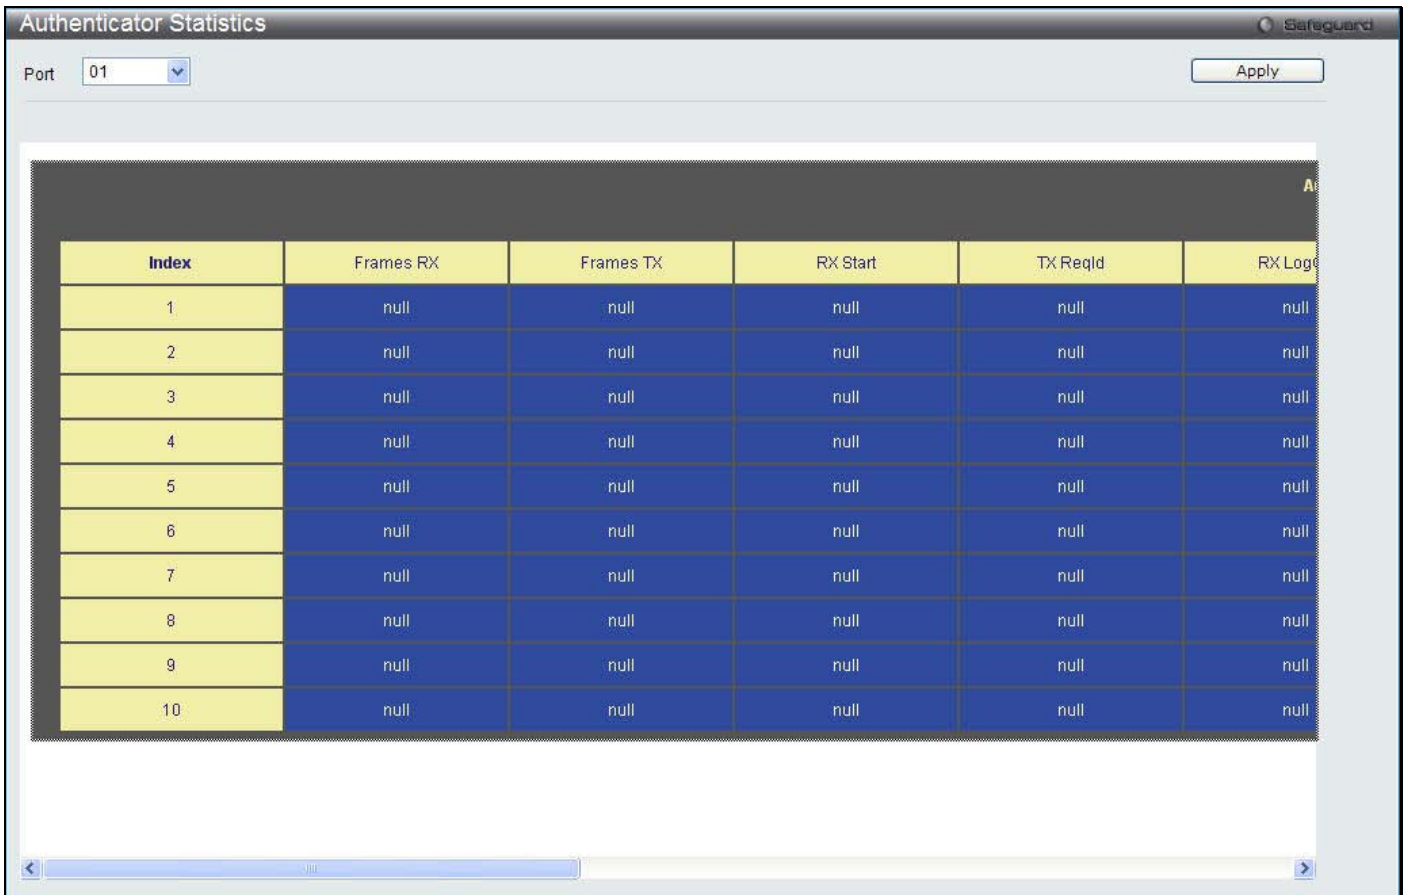 Authenticator Statistics
Safeguard
Port 01 Apply
Index Frames RX Frames TX RX Start TX ReqId RX Log
1 null null null null null
2 null null null null null
3 null null null null null
4 null null null null null
5 null null null null null
6 null null null null null
7 null null null null null
8 null null null null null
9 null null null null null
10 null null null null null